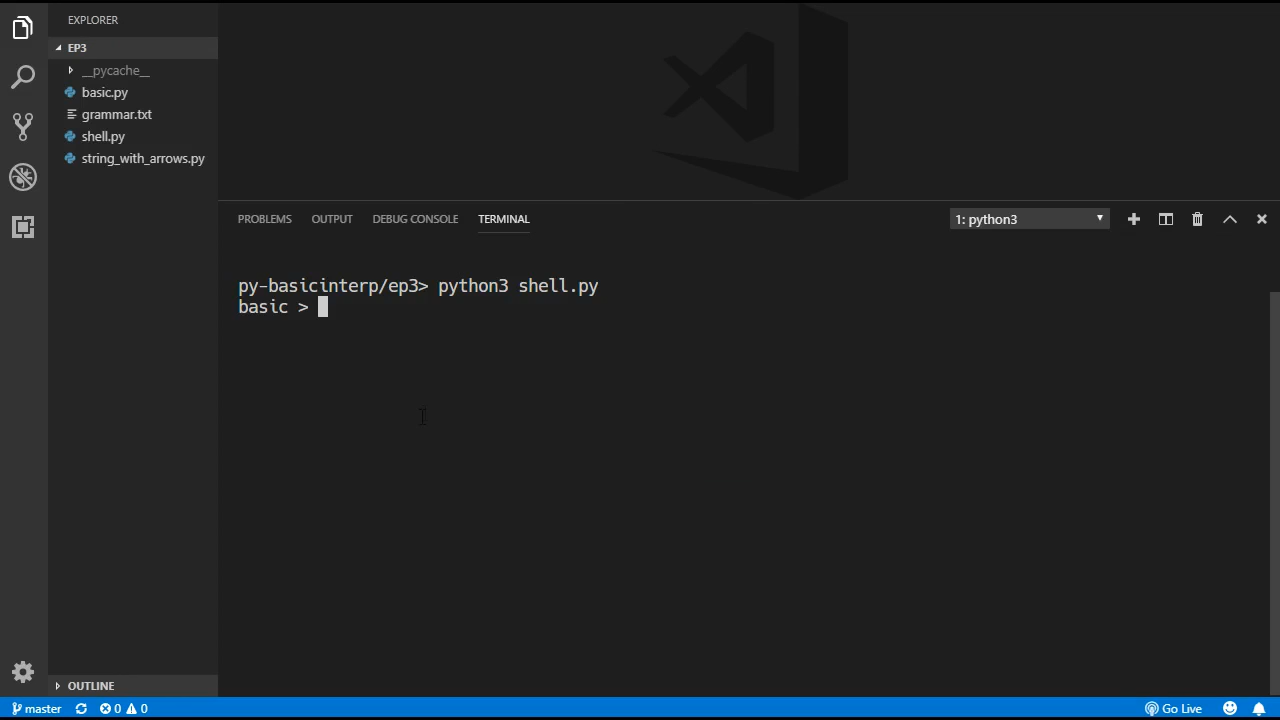 EXPLORER
EP3
__pycache__
basic.py
grammar.txt
shell.py
string_with_arrows.py
OUTLINE
PROBLEMS OUTPUT DEBUG CONSOLE TERMINAL 1: python3
py-basicinterp/ep3> python3 shell.py
basic >
master 0 0 Go Live